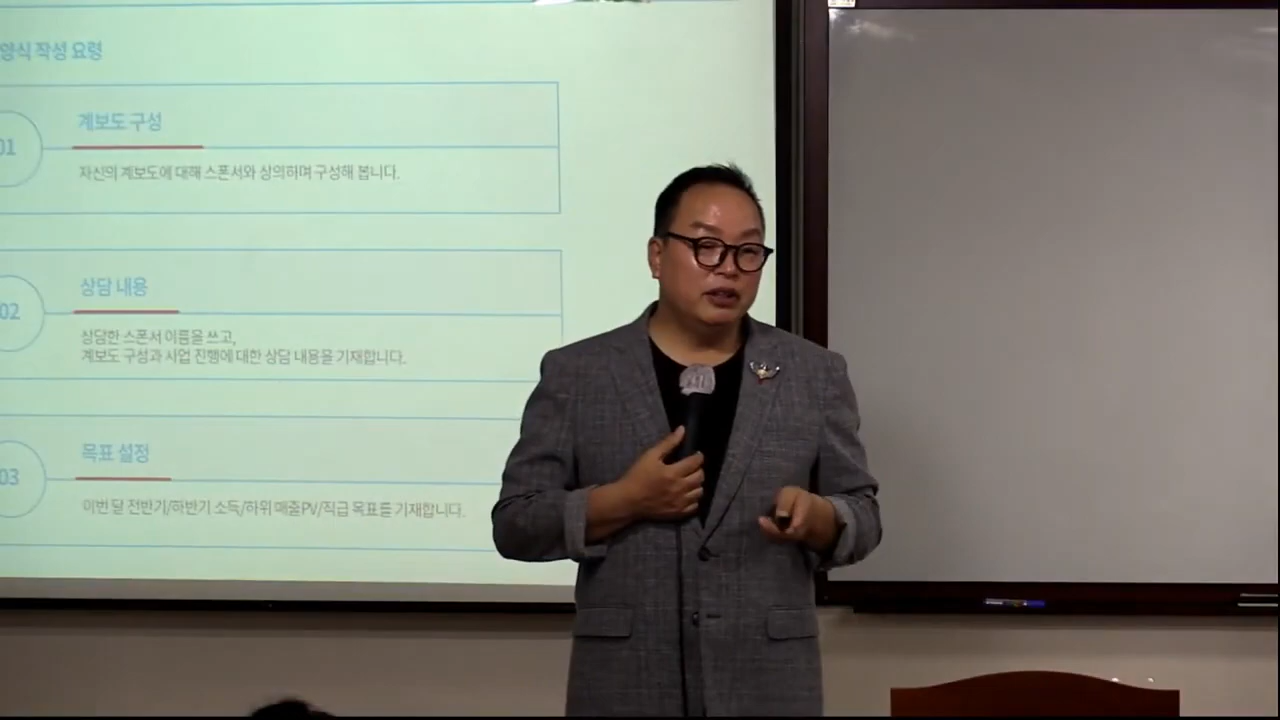 양식 작성 요령
01
계보도 구성
자신의 계보도에 대해 스폰서와 상의하며 구성해 봅니다.
02
상담 내용
상담한 스폰서 이름을 쓰고,
계보도 구성과 사업 진행에 대한 상담 내용을 기재합니다.
03
목표 설정
이번 달 전반기/하반기 소득/하위 매출PV/직급 목표를 기재합니다.